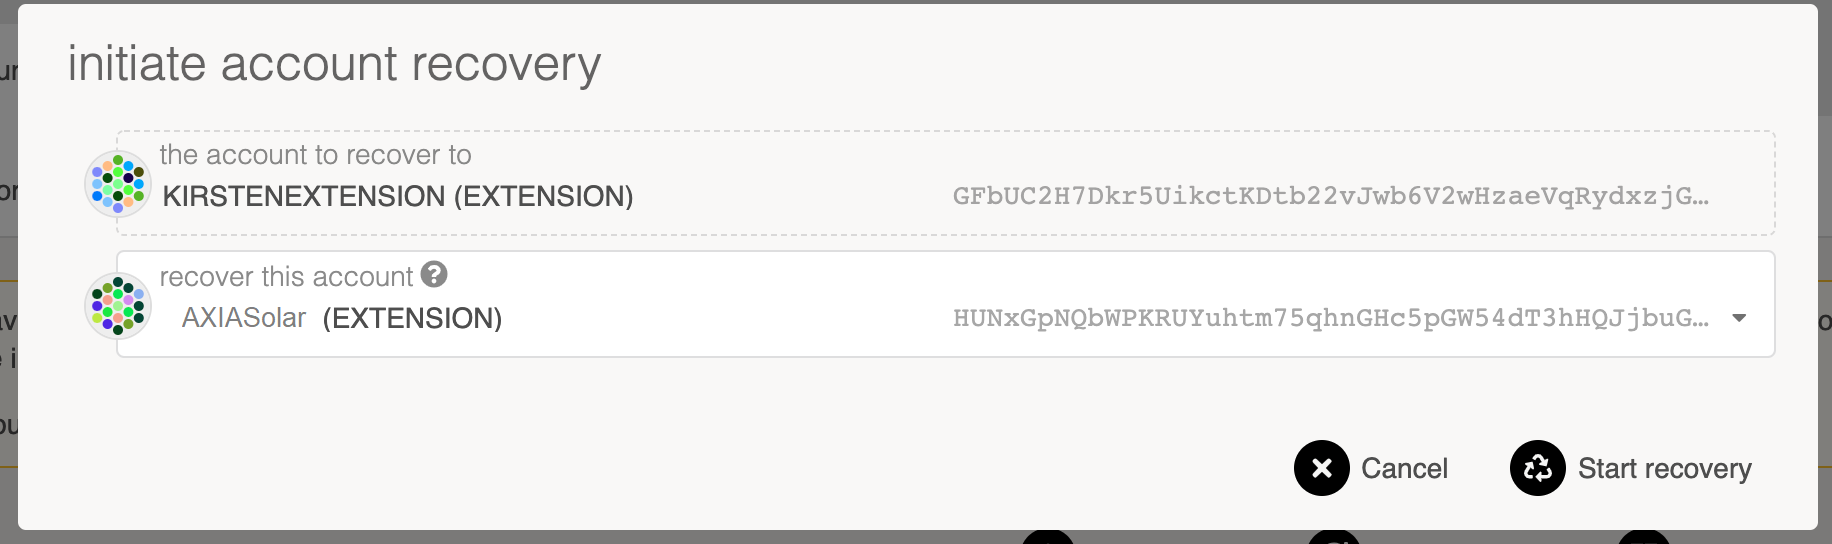 initiate account recovery
the account to recover to
KIRSTENEXTENSION (EXTENSION) GFbUC2H7Dkr5UikctKDtb22vJwb6V2wHzaeVqRydxzjG…
recover this account ?
AXIASolar (EXTENSION) HUNxGpNQbWPKRUYuhtm75qhnGHc5pGW54dT3hHQJjbuG…
Cancel Start recovery